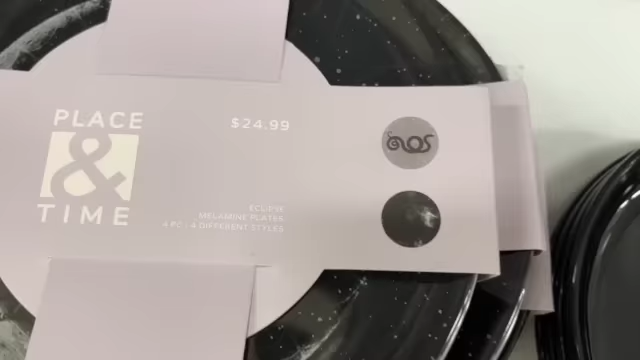 PLACE
&
TIME
$24.99
ECLIPSE
MELAMINE PLATES
4 PC - 4 DIFFERENT STYLES